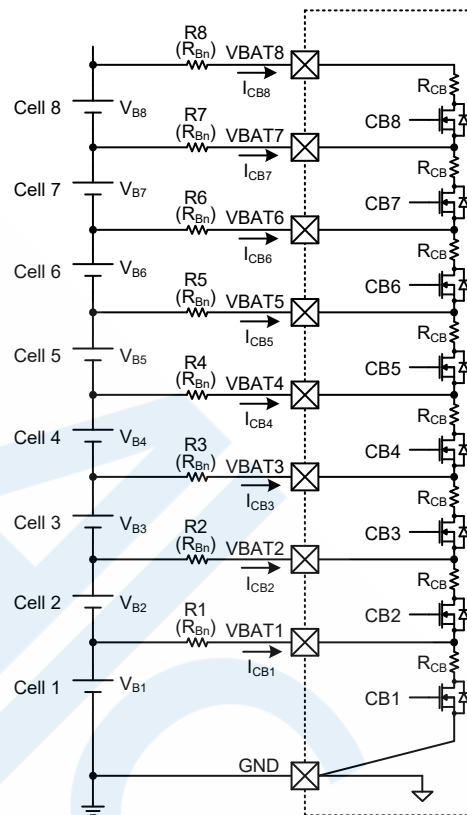 R8
(RBn) VBAT8
ICB8
RCB
Cell 8 VB8
CB8
R7
(RBn) VBAT7
ICB7
RCB
Cell 7 VB7
CB7
R6
(RBn) VBAT6
ICB6
RCB
Cell 6 VB6
CB6
R5
(RBn) VBAT5
ICB5
RCB
Cell 5 VB5
CB5
R4
(RBn) VBAT4
ICB4
RCB
Cell 4 VB4
CB4
R3
(RBn) VBAT3
ICB3
RCB
Cell 3 VB3
CB3
R2
(RBn) VBAT2
ICB2
RCB
Cell 2 VB2
CB2
R1
(RBn) VBAT1
ICB1
RCB
Cell 1 VB1
CB1
GND